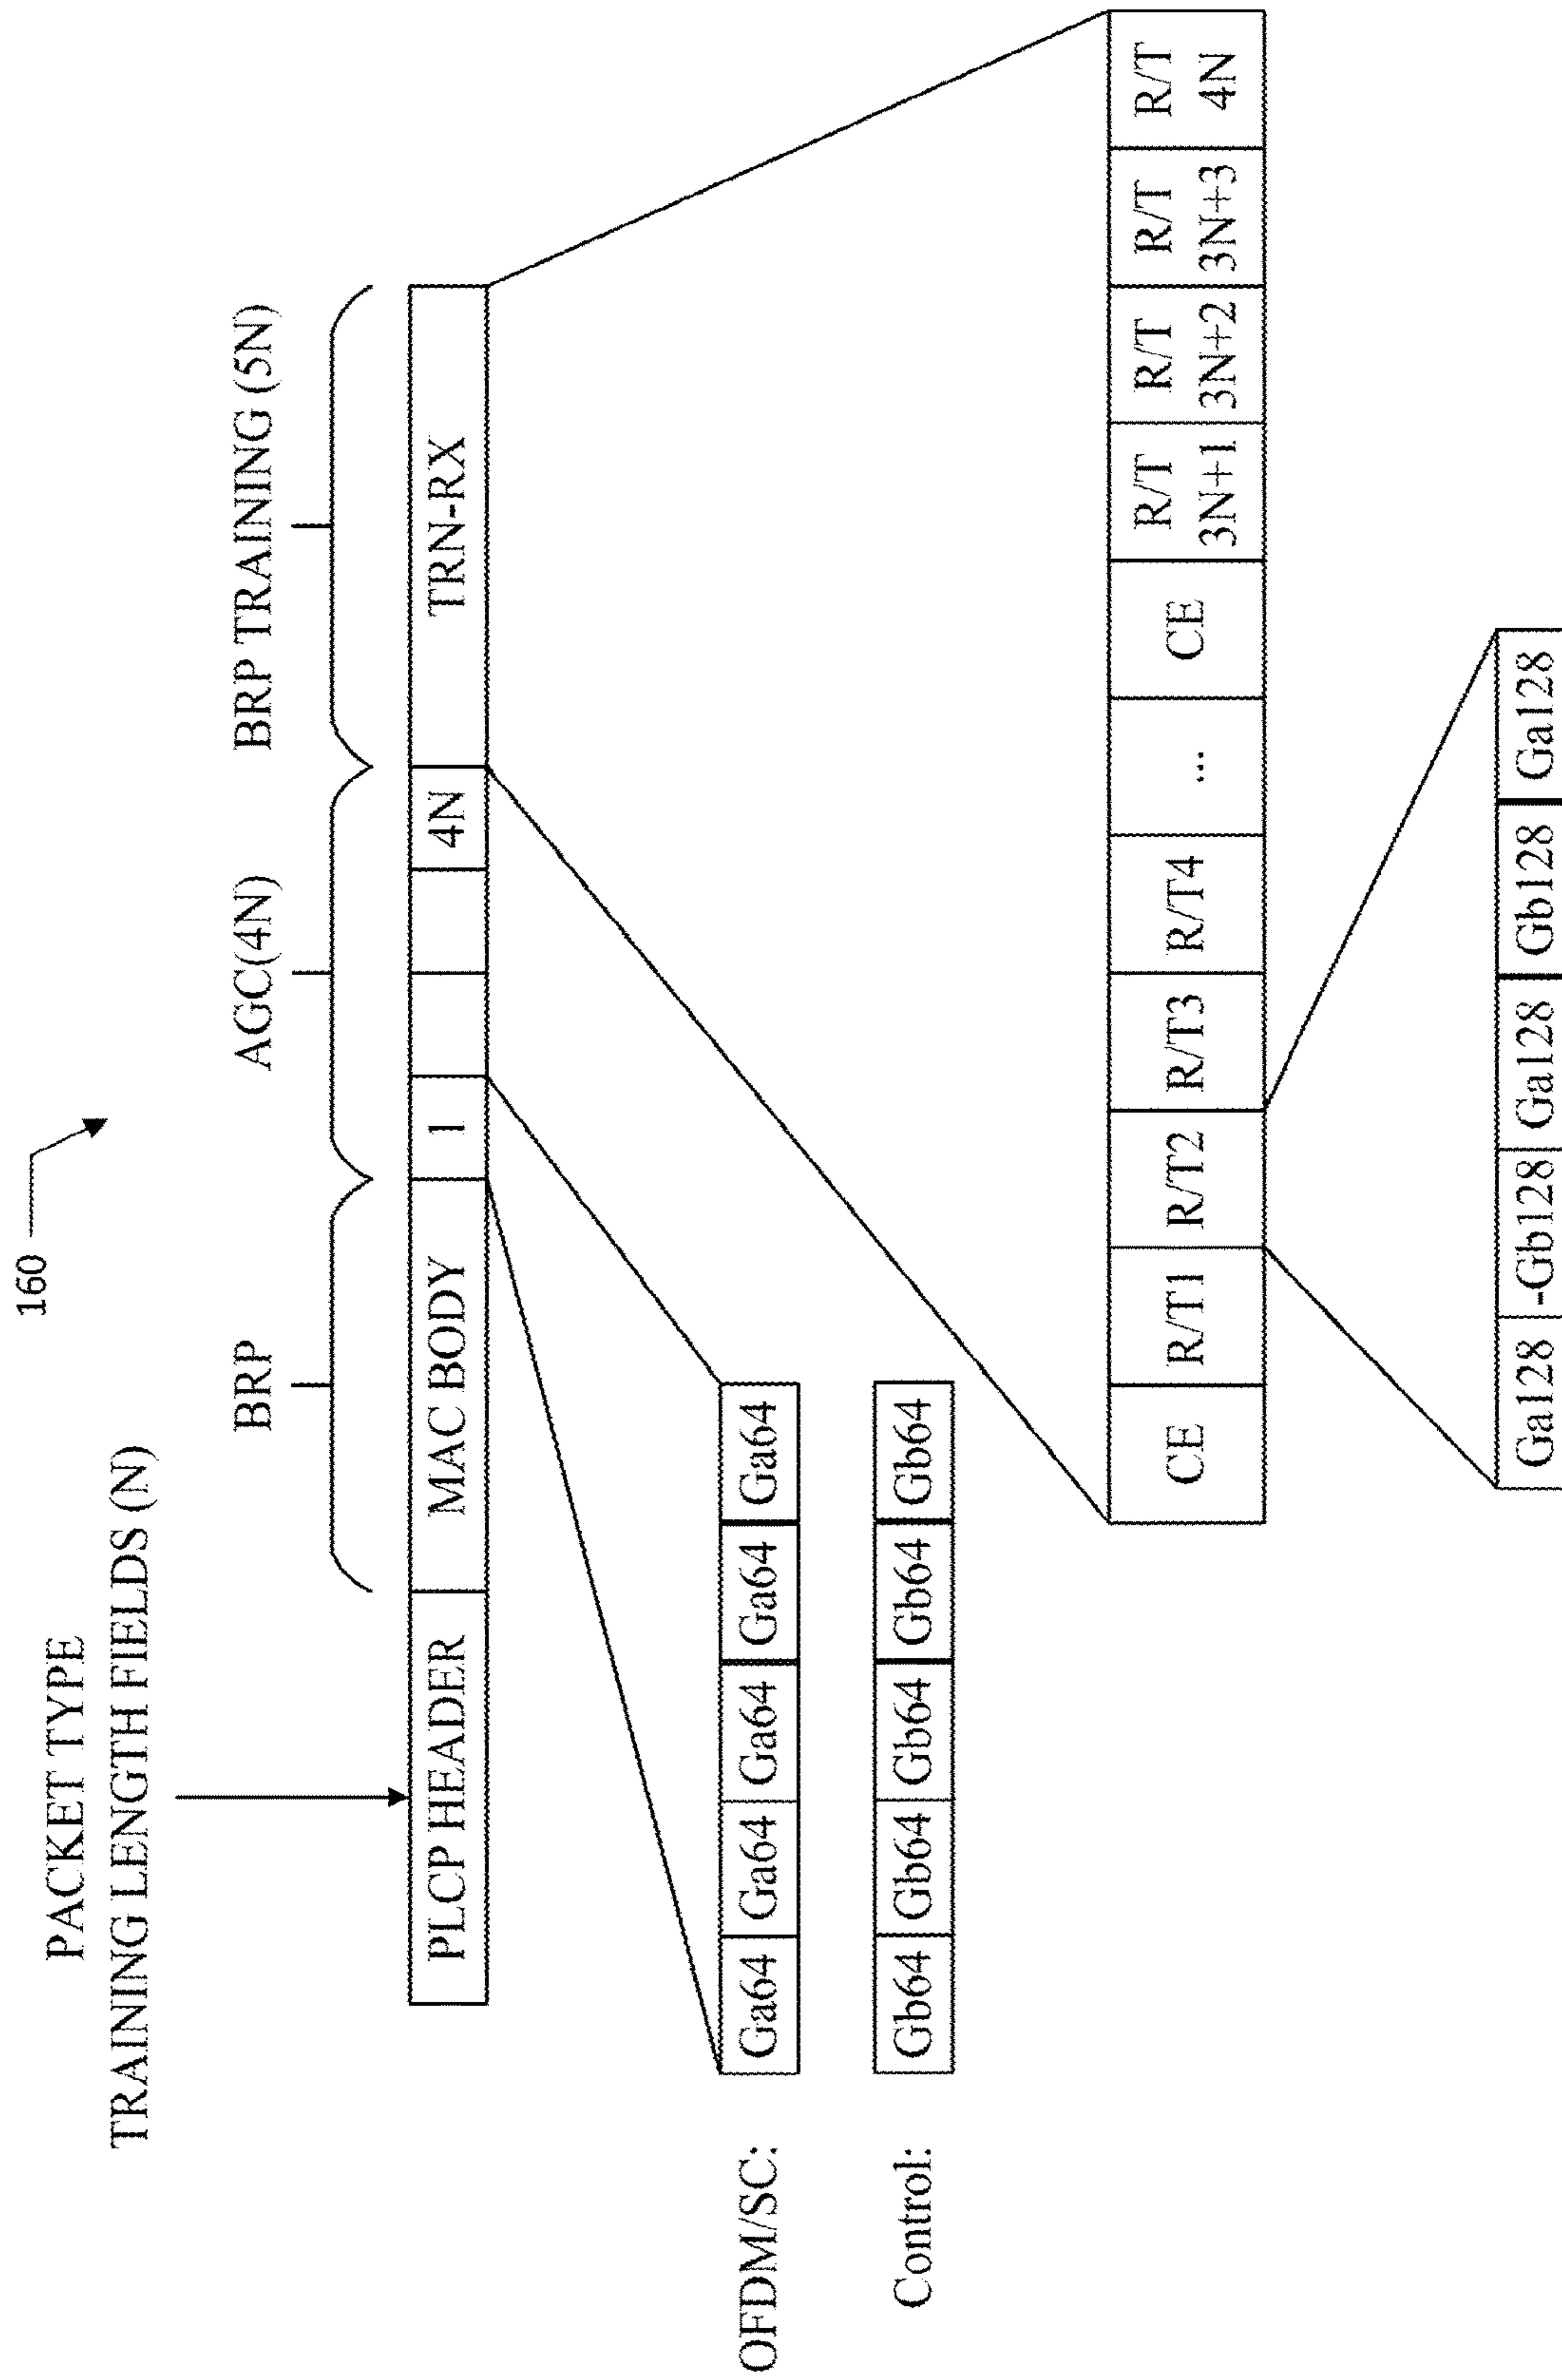 160
PACKET TYPE
TRAINING LENGTH FIELDS (N)
BRP
AGC(4N)
BRP TRAINING (5N)
PLCP HEADER
MAC BODY
1
4N
TRN-RX
OFDM/SC:
Ga64 Ga64 Ga64 Ga64 Ga64
Control:
Gb64 Gb64 Gb64 Gb64 Gb64
CE
R/T1
R/T2
R/T3
R/T4
...
CE
R/T
3N+1
R/T
3N+2
R/T
3N+3
R/T
4N
Ga128 -Gb128 Ga128 Gb128 Ga128